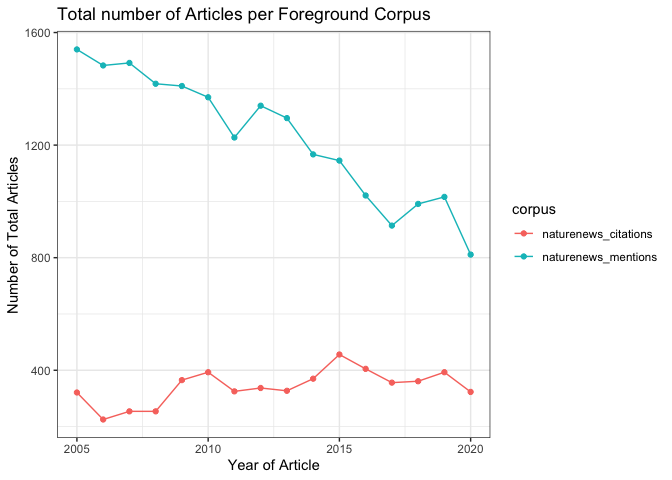 Total number of Articles per Foreground Corpus
1600
1200
800
400
Number of Total Articles
2005
2010
2015
2020
Year of Article
corpus
naturenews_citations
naturenews_mentions